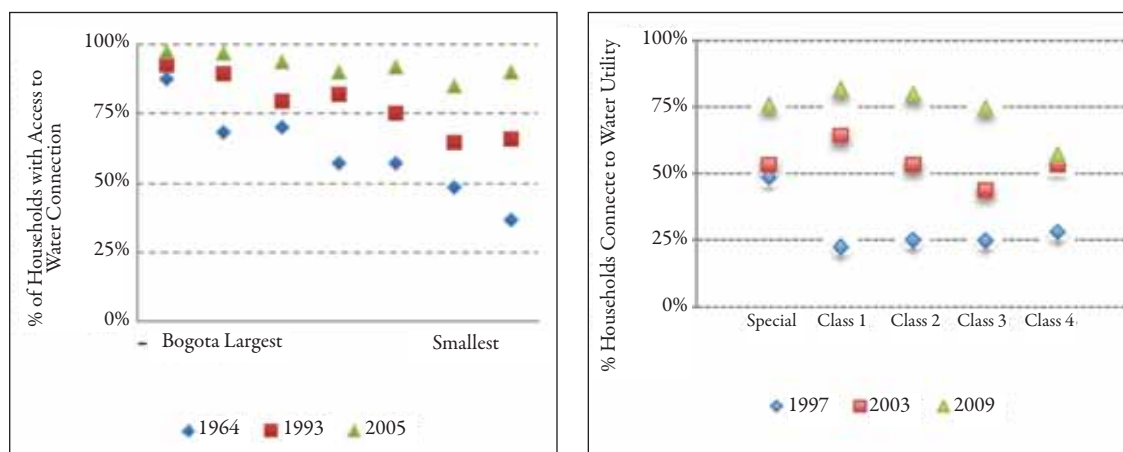 % of Households with Access to
Water Connection
100%
75%
50%
25%
0%
Bogota Largest
Smallest
1964 1993 2005
% Households Connecte to Water Utility
100%
75%
50%
25%
0%
Special Class 1 Class 2 Class 3 Class 4
1997 2003 2009